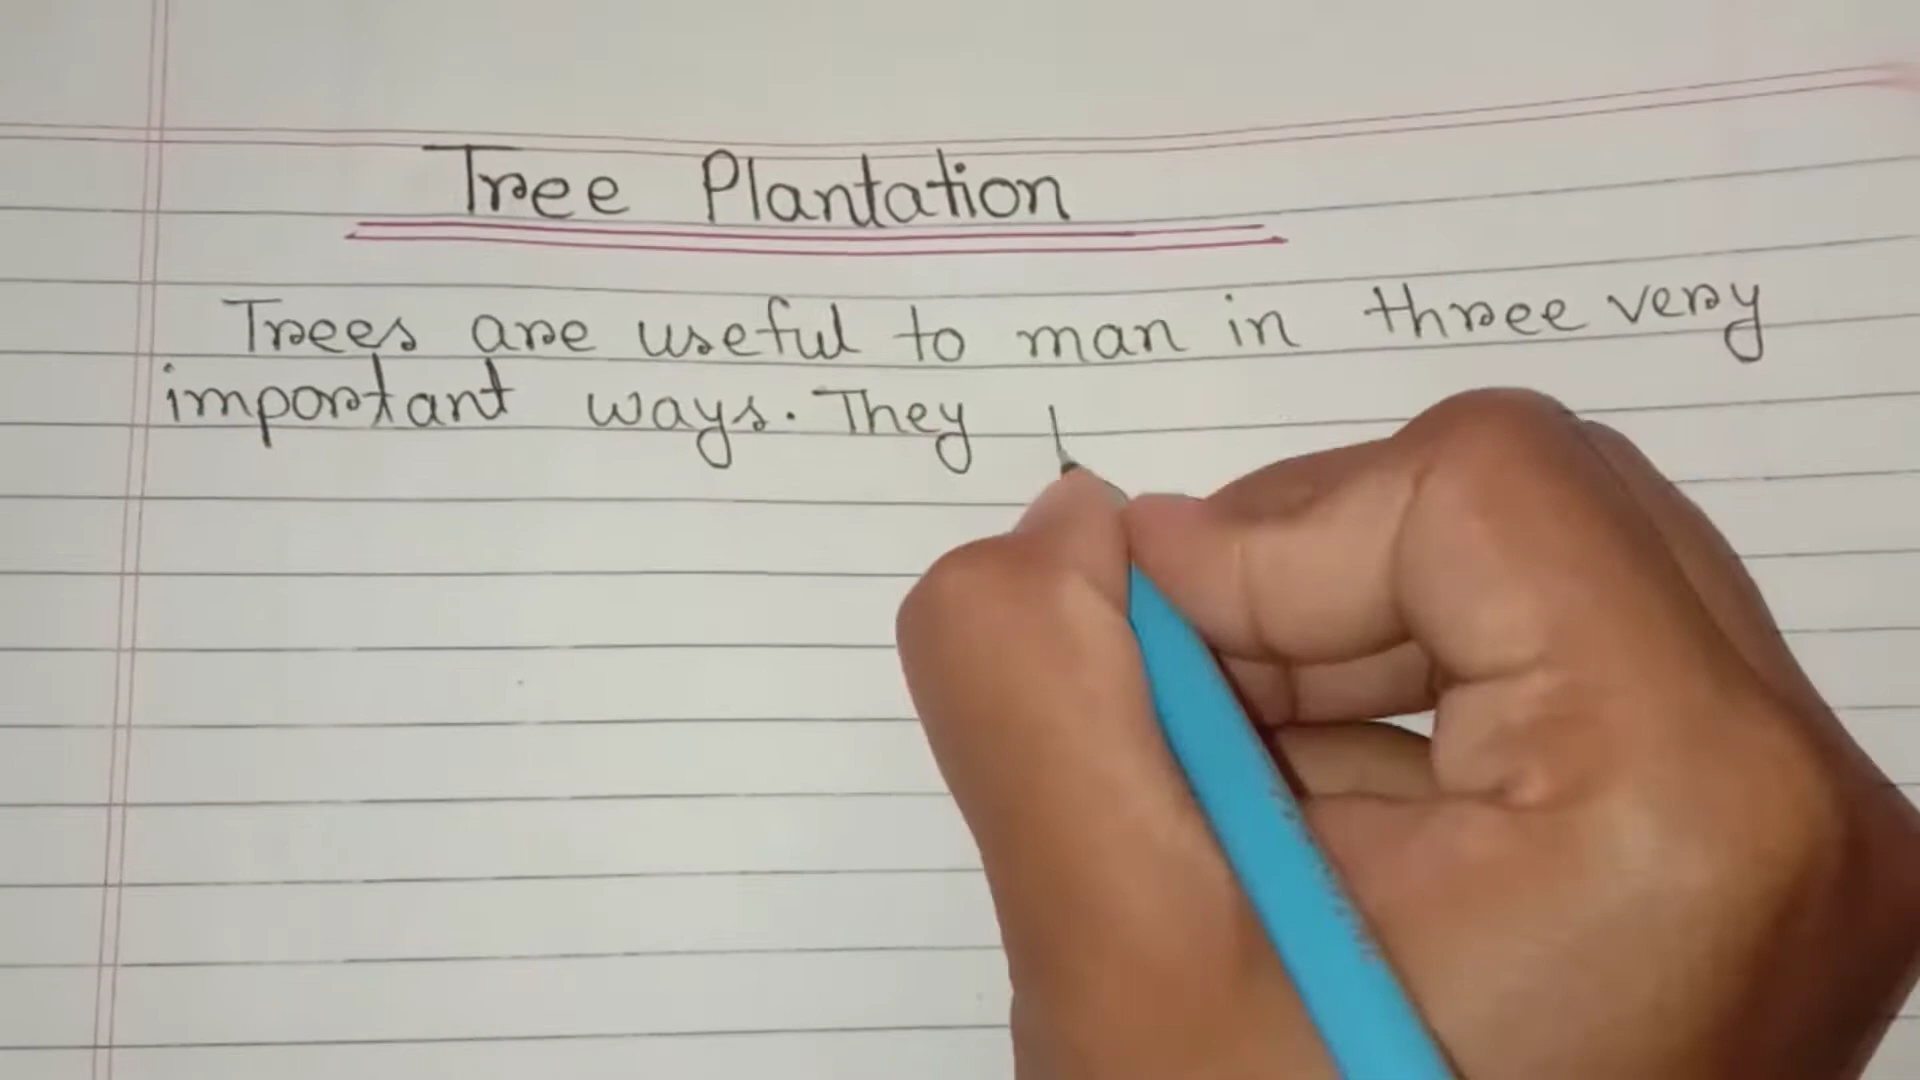 Tree Plantation
Trees are useful to man in three very
important ways. They